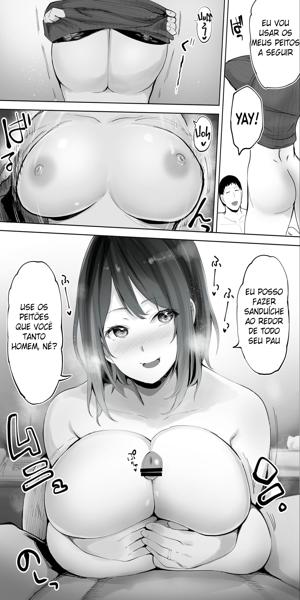 EU VOU
USAR OS
MEUS PEITOS
A SEGUIR
YAY!
EU POSSO
FAZER
SANDUÍCHE
AO REDOR
DE TODO
SEU PAU
USE OS
PEITÕES
QUE VOCÊ
TANTO
HOMEM, NÉ?